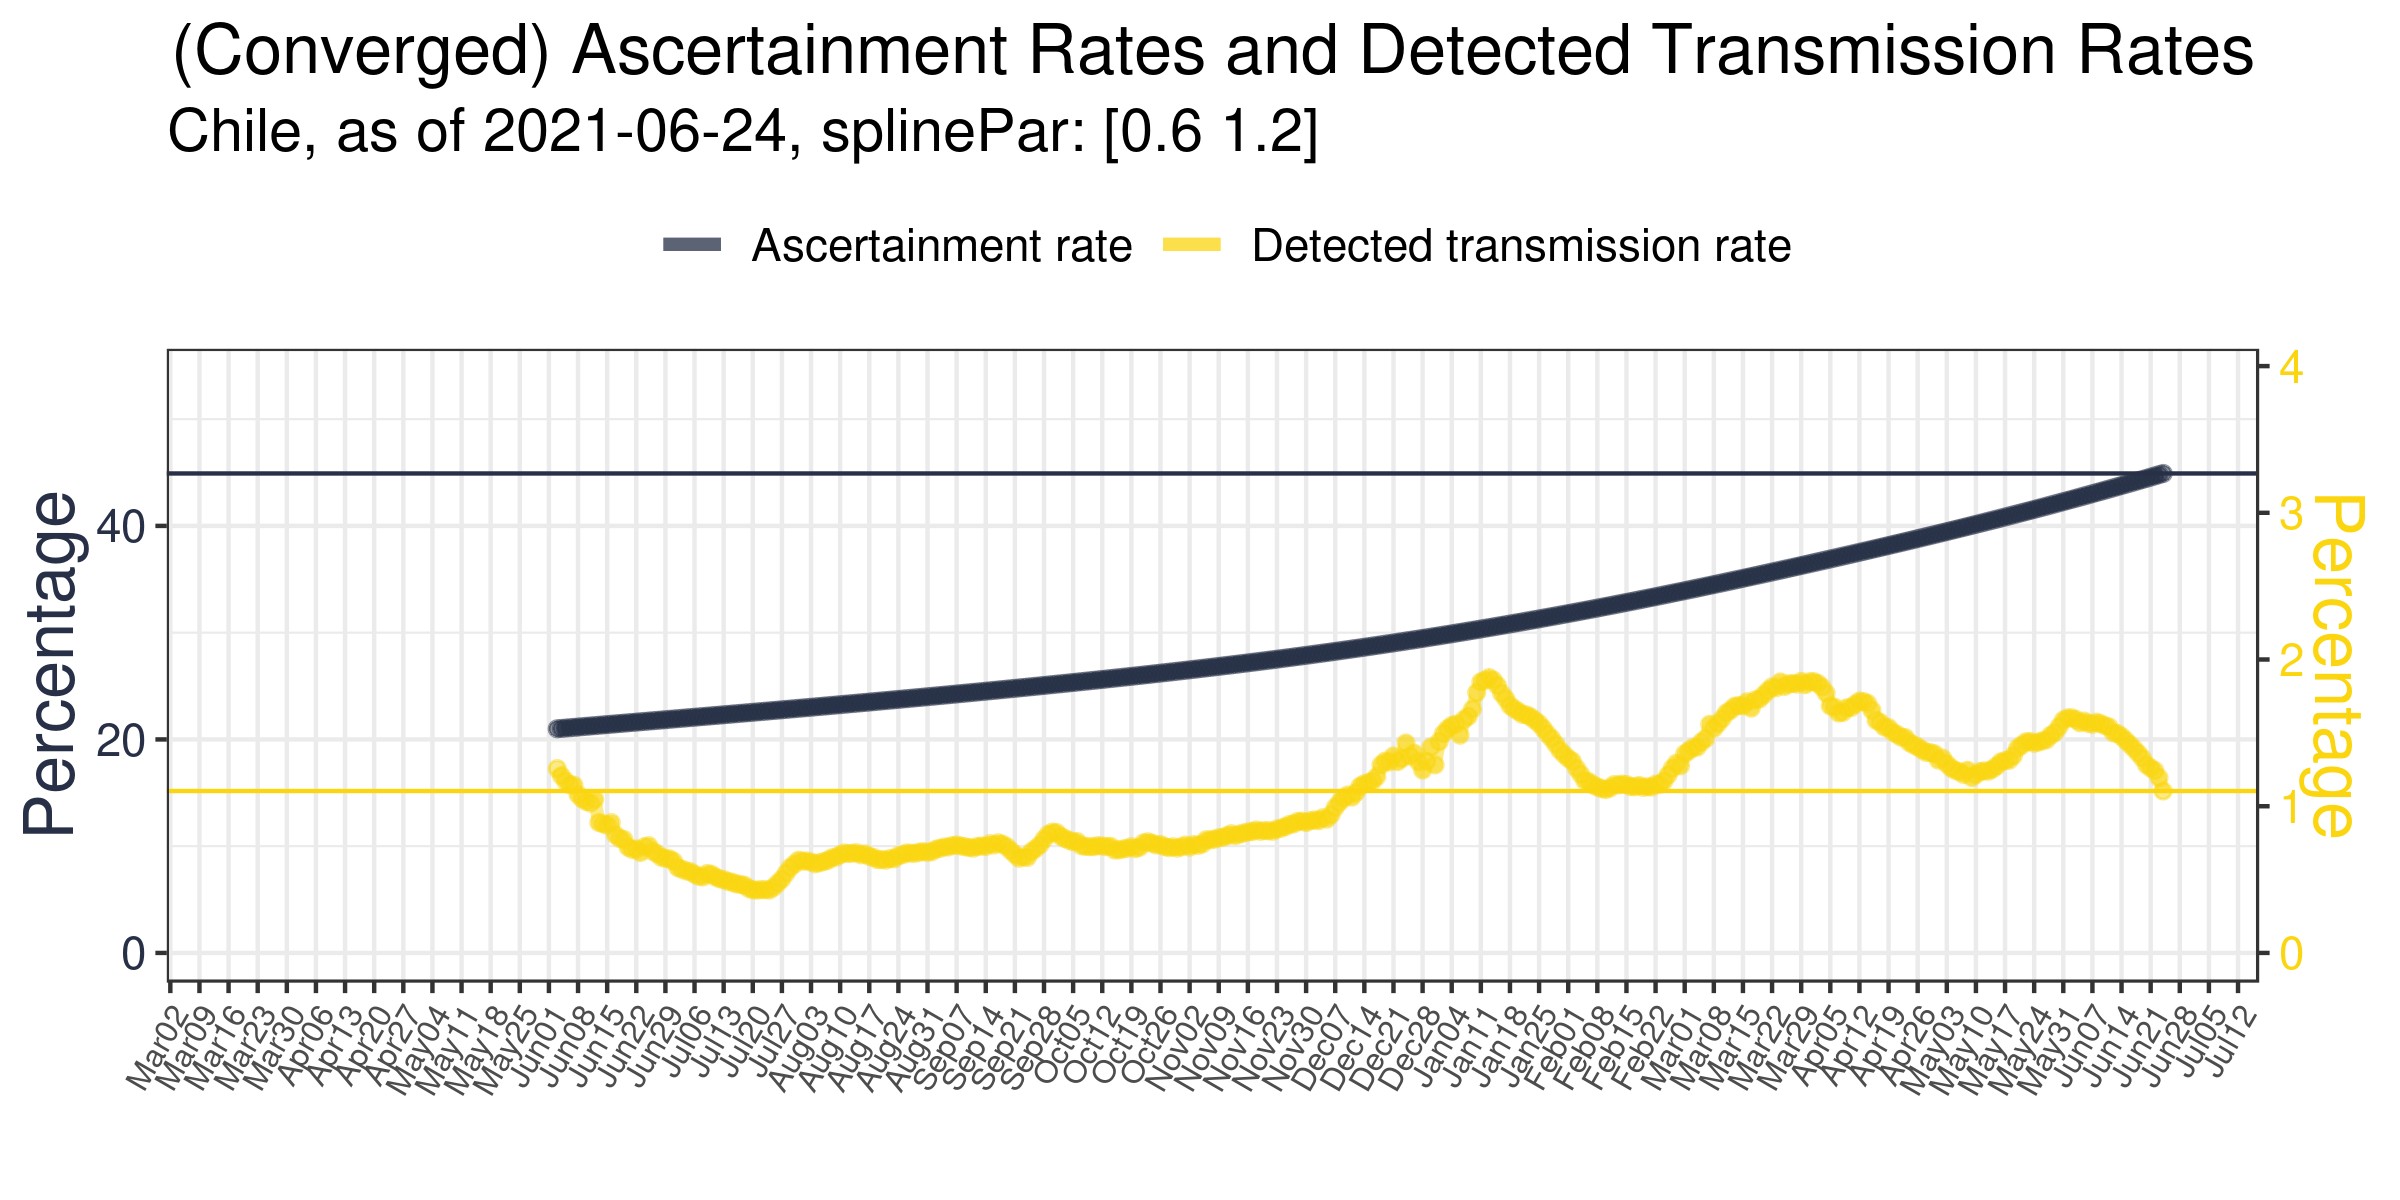 (Converged) Ascertainment Rates and Detected Transmission Rates
Chile, as of 2021-06-24, splinePar: [0.6 1.2]
Ascertainment rate
Detected transmission rate
Percentage
40
20
0
4
3
2
1
0
Percentage
Mar02
Mar09
Mar16
Mar23
Mar30
Apr06
Apr13
Apr20
Apr27
May04
May11
May18
May25
Jun01
Jun08
Jun15
Jun22
Jun29
Jul06
Jul13
Jul20
Jul27
Aug03
Aug10
Aug17
Aug24
Aug31
Sep07
Sep14
Sep21
Sep28
Oct05
Oct12
Oct19
Oct26
Nov02
Nov09
Nov16
Nov23
Nov30
Dec07
Dec14
Dec21
Dec28
Jan04
Jan11
Jan18
Jan25
Feb01
Feb08
Feb15
Feb22
Mar01
Mar08
Mar15
Mar22
Mar29
Apr05
Apr12
Apr19
Apr26
May03
May10
May17
May24
May31
Jun07
Jun14
Jun21
Jun28
Jul05
Jul12